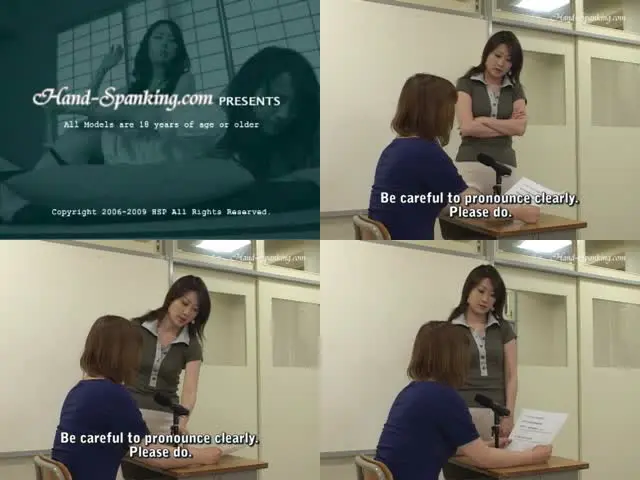 Hand-Spanking.com PRESENTS
All Models are 18 years of age or older
Copyright 2006-2009 HSP All Rights Reserved.
Hand-Spanking.com
Be careful to pronounce clearly.
Please do.
Hand-Spanking.com
Be careful to pronounce clearly.
Please do.
Hand-Spanking.com